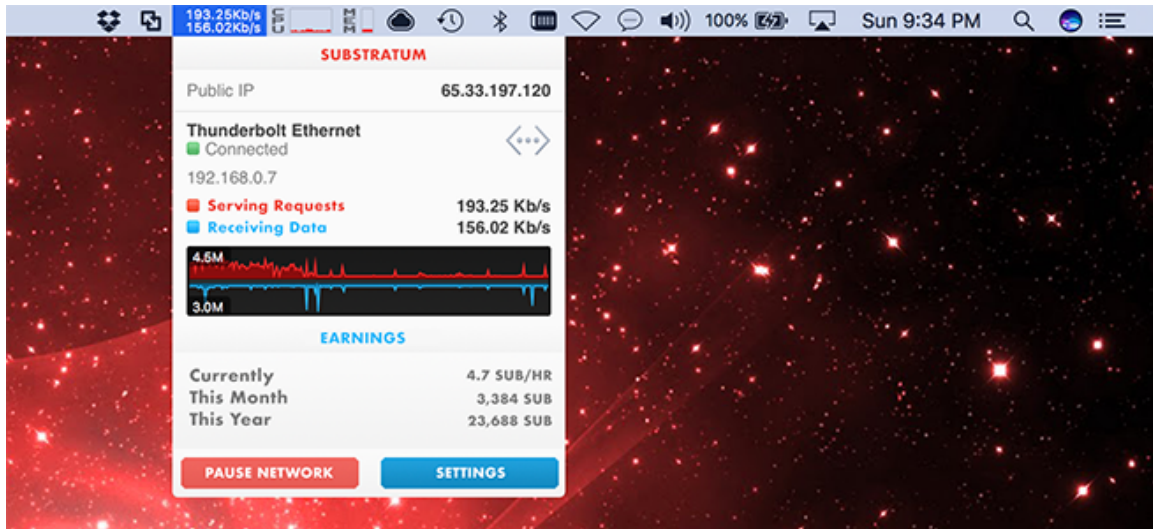 193.25Kb/s
156.02Kb/s
CPU
MEM
100%
Sun 9:34 PM
SUBSTRATUM
Public IP 65.33.197.120
Thunderbolt Ethernet
Connected
192.168.0.7
Serving Requests 193.25 Kb/s
Receiving Data 156.02 Kb/s
4.5M
3.0M
EARNINGS
Currently 4.7 SUB/HR
This Month 3,384 SUB
This Year 23,688 SUB
PAUSE NETWORK SETTINGS